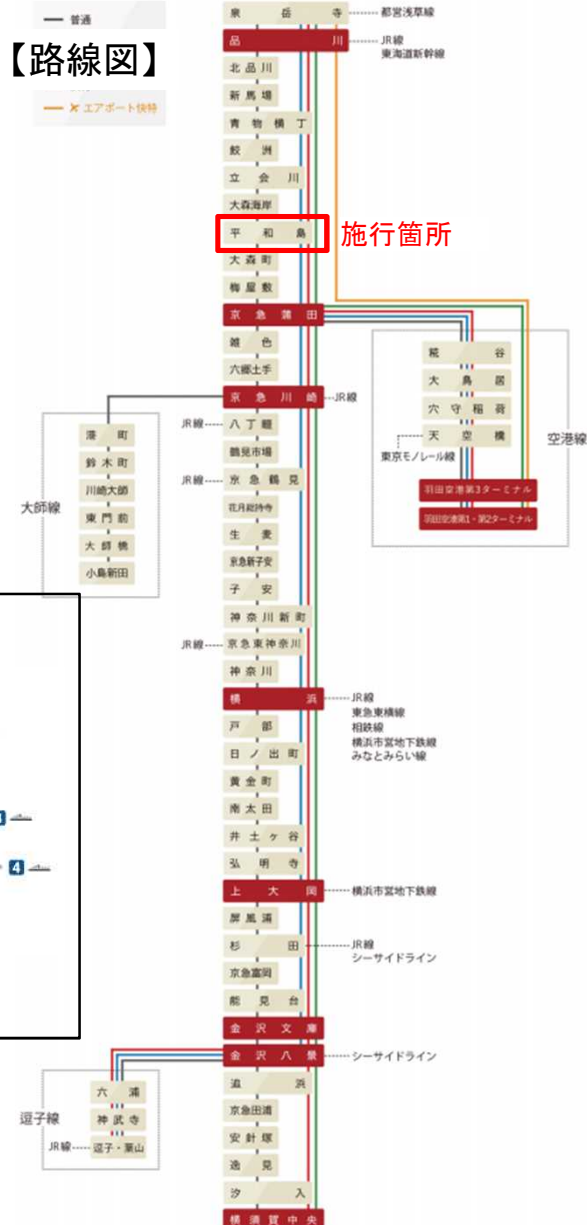 普通
【路線図】
エアポート快特
泉岳寺
都営浅草線
品川
JR線
東海道新幹線
北品川
新馬場
青物横丁
鮫洲
立会川
大森海岸
平和島
施行箇所
大森町
梅屋敷
京急蒲田
雑色
六郷土手
京急川崎
JR線
糀谷
大鳥居
穴守稲荷
天空橋
東京モノレール線
羽田空港第3ターミナル
羽田空港第1・第2ターミナル
空港線
港町
鈴木町
川崎大師
東門前
大師橋
小島新田
大師線
JR線
八丁畷
鶴見市場
JR線
京急鶴見
花月総持寺
生麦
京急新子安
子安
神奈川新町
JR線
京急東神奈川
神奈川
横浜
JR線
東急東横線
相鉄線
横浜市営地下鉄線
みなとみらい線
戸部
日ノ出町
黄金町
南太田
井土ヶ谷
弘明寺
4
上大岡
横浜市営地下鉄線
屏風浦
杉田
JR線
シーサイドライン
京急富岡
能見台
金沢文庫
金沢八景
シーサイドライン
六浦
神武寺
逗子・葉山
逗子線
JR線
追浜
京急田浦
安針塚
逸見
汐入
横須賀中央